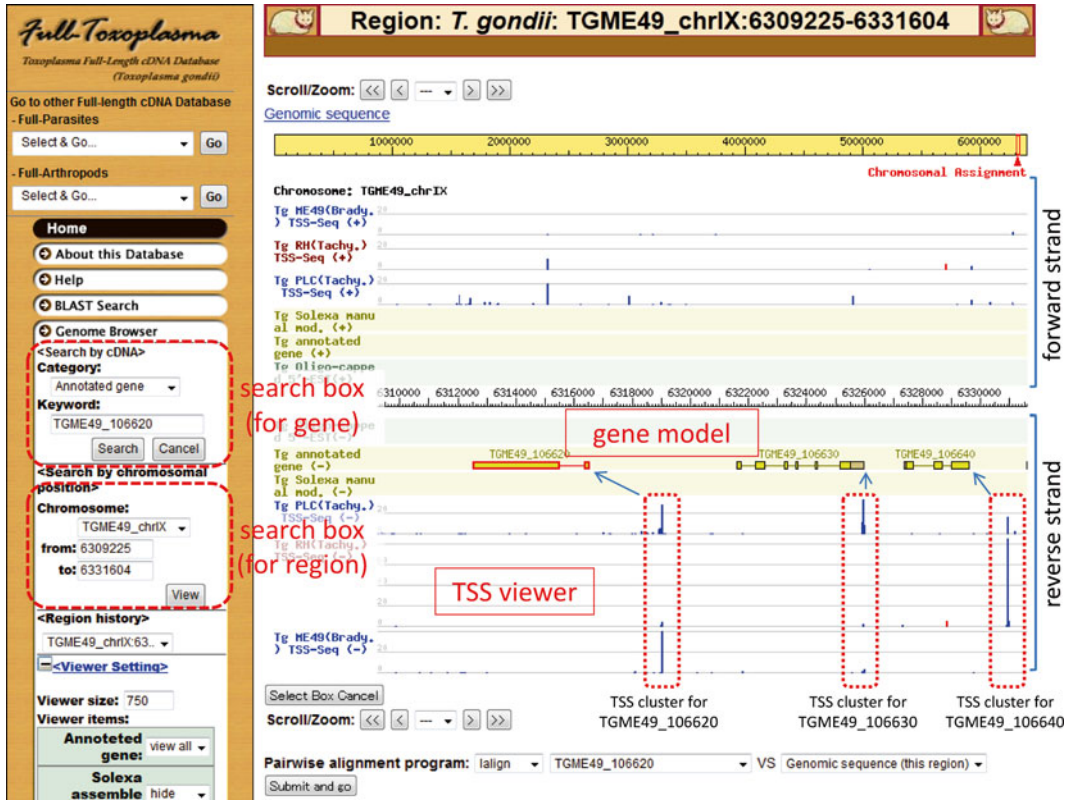 Full-Toxoplasma
Toxoplasma Full-Length cDNA Database
(Toxoplasma gondii)
Go to other Full-length cDNA Database
- Full-Parasites
Select & Go... Go
- Full-Arthropods
Select & Go... Go
Home
About this Database
Help
BLAST Search
Genome Browser
<Search by cDNA>
Category:
Annotated gene
Keyword:
TGME49_106620
Search Cancel
<Search by chromosomal
position>
Chromosome:
TGME49_chrIX
from: 6309225
to: 6331604
View
<Region history>
TGME49_chrIX:63..
<Viewer Setting>
Viewer size: 750
Viewer items:
Annoteted
gene: view all
Solexa
assemble hide
search box
(for gene)
search box
(for region)
Region: T. gondii: TGME49_chrIX:6309225-6331604
Scroll/Zoom: << < --- > >>
Genomic sequence
1000000 2000000 3000000 4000000 5000000 6000000
Chromosomal Assignment
Chromosome: TGME49_chrIX
Tg ME49(Brady. 20
) TSS-Seq (+)
Tg RH(Tachy.) 20
TSS-Seq (+)
Tg PLC(Tachy.) 20
TSS-Seq (+)
Tg Solexa manu
al mod. (+)
Tg annotated
gene (+)
Tg Oligo-cappe
d 5'-EST(+)
6310000 6312000 6314000 6316000 6318000 6320000 6322000 6324000 6326000 6328000 6330000
d 5'-EST(-)
gene model
Tg annotated
gene (-)
TGME49_106620 TGME49_106630 TGME49_106640
Tg Solexa manu
al mod. (-)
Tg PLC(Tachy.) 20
TSS-Seq (-)
Tg RH(Tachy.)
TSS-Seq (-)
TSS viewer
20
Tg ME49(Brady. 20
) TSS-Seq (-)
forward strand
reverse strand
Select Box Cancel
TSS cluster for
TGME49_106620
TSS cluster for
TGME49_106630
TSS cluster for
TGME49_106640
Scroll/Zoom: << < --- > >>
Pairwise alignment program: lalign TGME49_106620 VS Genomic sequence (this region)
Submit and go